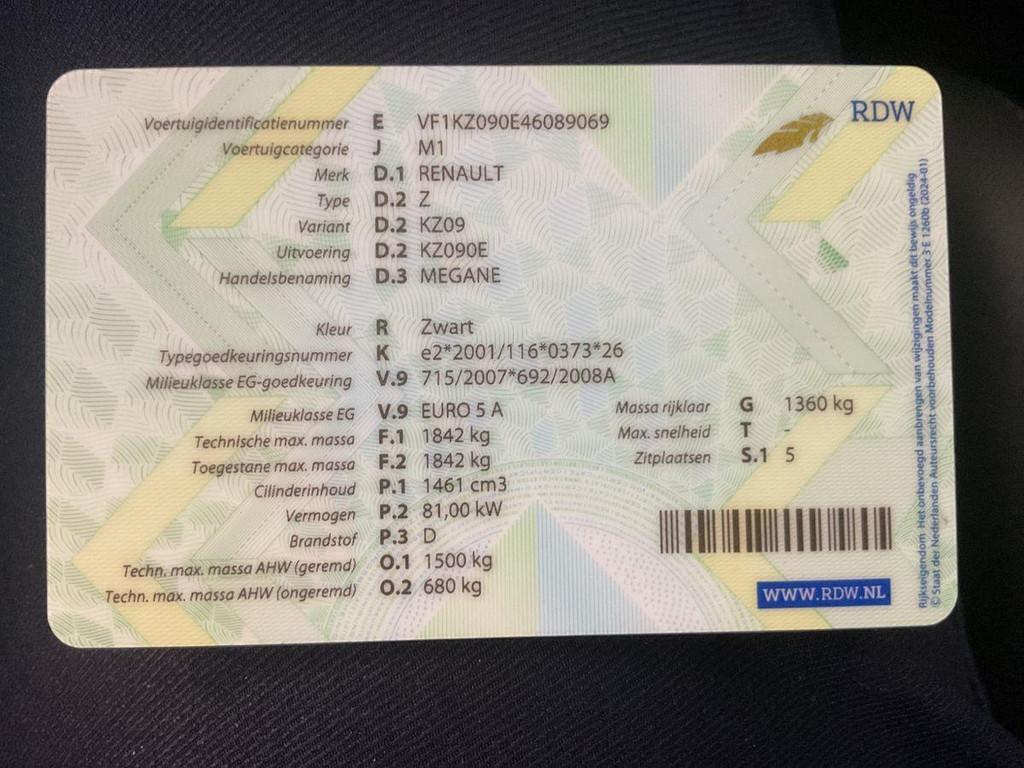 RDW
Voertuigidentificatienummer E VF1KZ090E46089069
Voertuigcategorie J M1
Merk D.1 RENAULT
Type D.2 Z
Variant D.2 KZ09
Uitvoering D.2 KZ090E
Handelsbenaming D.3 MEGANE
Kleur R Zwart
Typegoedkeuringsnummer K e2*2001/116*0373*26
Milieuklasse EG-goedkeuring V.9 715/2007*692/2008A
Milieuklasse EG V.9 EURO 5 A
Technische max. massa F.1 1842 kg
Toegestane max. massa F.2 1842 kg
Cilinderinhoud P.1 1461 cm3
Vermogen P.2 81,00 kW
Brandstof P.3 D
Techn. max. massa AHW (geremd) O.1 1500 kg
Techn. max. massa AHW (ongeremd) O.2 680 kg
Massa rijklaar G 1360 kg
Max. snelheid T -
Zitplaatsen S.1 5
WWW.RDW.NL
Rijkseigendom Het onbevoegd aanbrengen van wijzigingen maakt dit bewijs ongeldig
© Staat der Nederlanden Auteursrecht voorbehouden Modelnummer 3 E 1260b (2024-01)